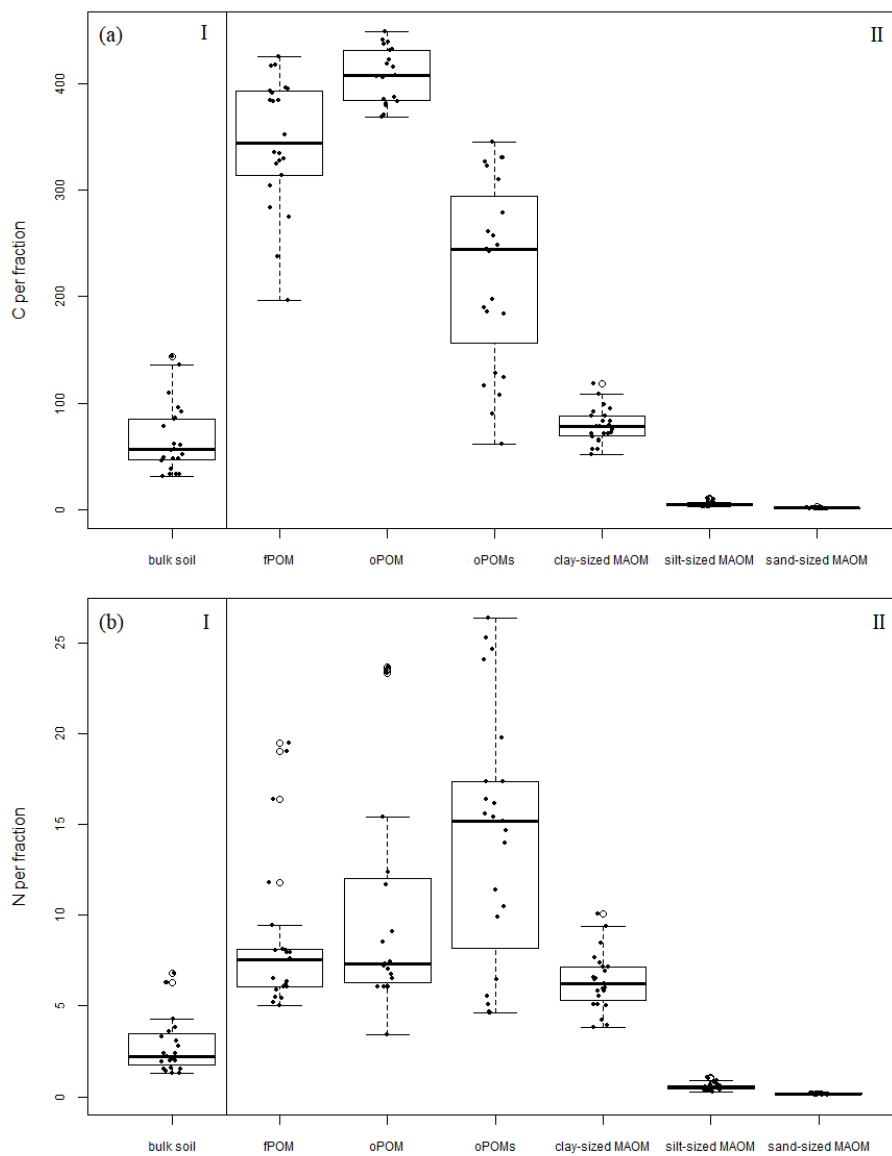 (a) I II
400
300
200
100
0
C per fraction
bulk soil fPOM oPOM oPOMs clay-sized MAOM silt-sized MAOM sand-sized MAOM
(b) I II
25
20
15
10
5
0
N per fraction
bulk soil fPOM oPOM oPOMs clay-sized MAOM silt-sized MAOM sand-sized MAOM